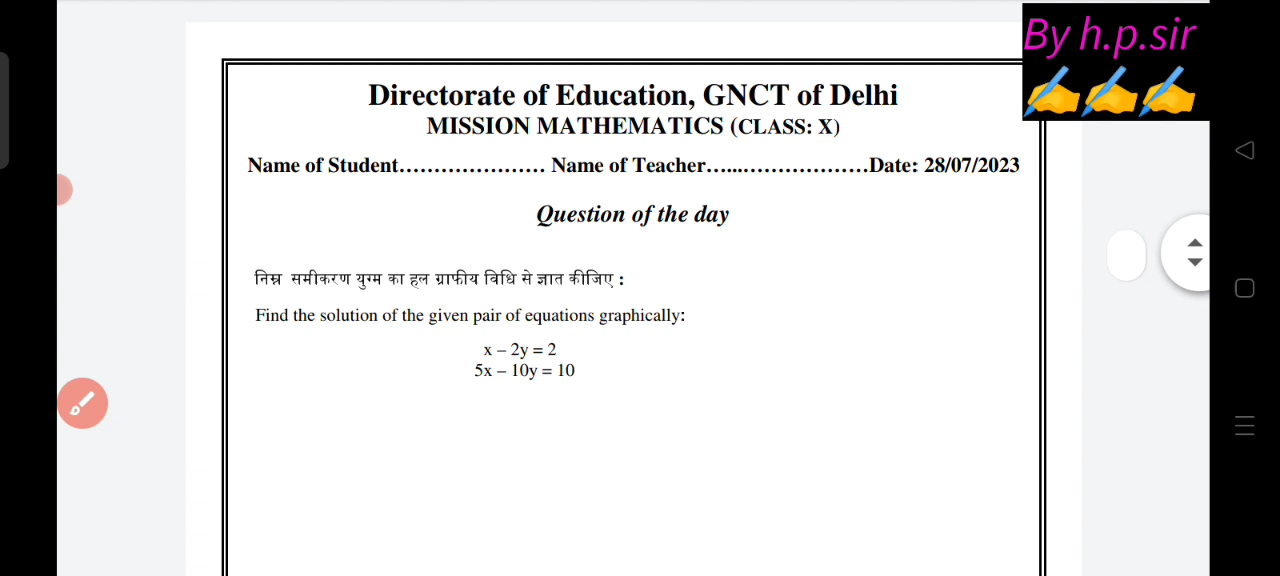 By h.p.sir
Directorate of Education, GNCT of Delhi
MISSION MATHEMATICS (CLASS: X)
Name of Student………………… Name of Teacher…...………………Date: 28/07/2023
Question of the day
निम्न समीकरण युग्म का हल ग्राफीय विधि से ज्ञात कीजिए :
Find the solution of the given pair of equations graphically:
x – 2y = 2
5x – 10y = 10